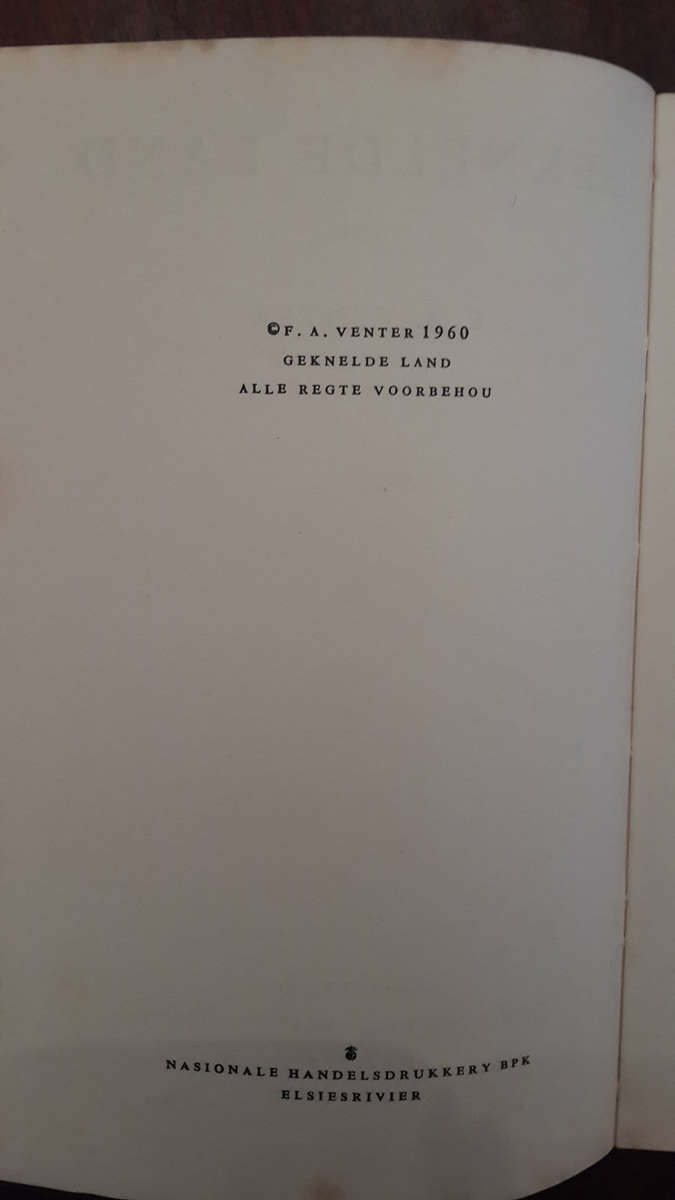 ©F. A. VENTER 1960
GEKNELDE LAND
ALLE REGTE VOORBEHOU
NASIONALE HANDELSDRUKKERY BPK
ELSIESRIVIER